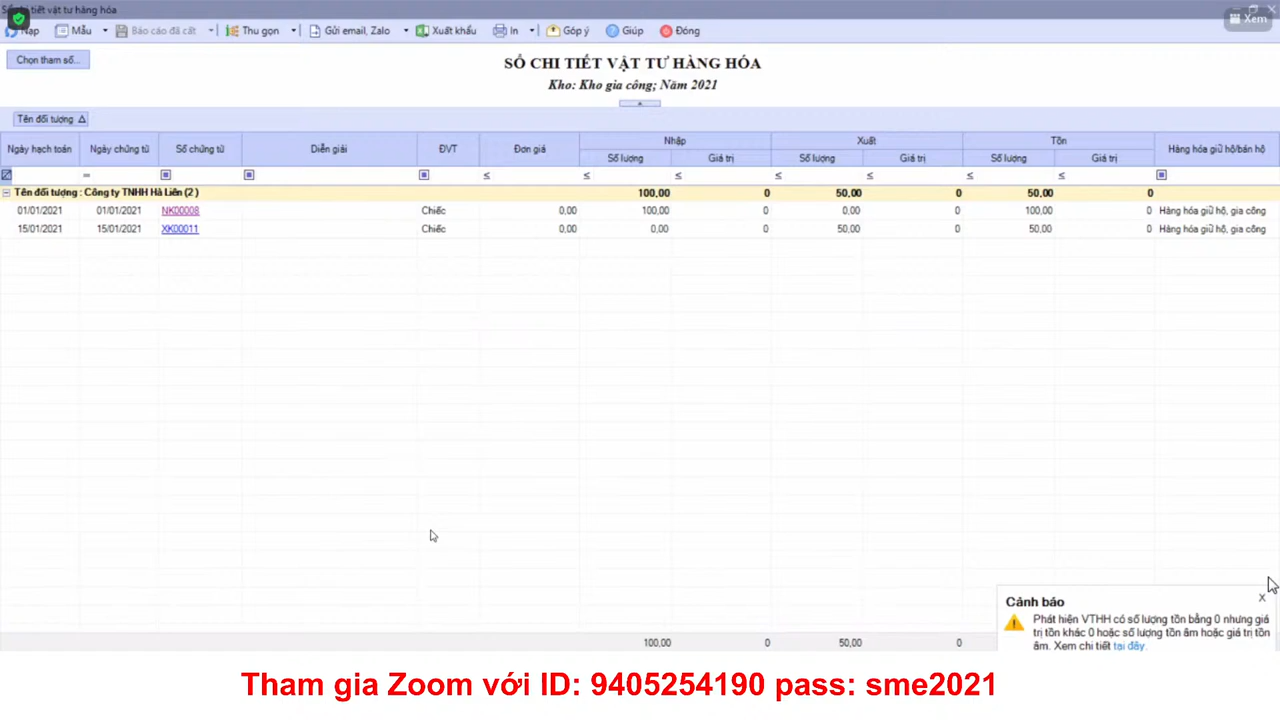 Sổ chi tiết vật tư hàng hóa
Nạp Mẫu Báo cáo đã cất Thu gọn Gửi email, Zalo Xuất khẩu In Góp ý Giúp Đóng
Xem
Chọn tham số...
SỔ CHI TIẾT VẬT TƯ HÀNG HÓA
Kho: Kho gia công; Năm 2021
Tên đối tượng
Ngày hạch toán Ngày chứng từ Số chứng từ Diễn giải ĐVT Đơn giá Nhập Xuất Tồn Hàng hóa giữ hộ/bán hộ
Số lượng Giá trị Số lượng Giá trị Số lượng Giá trị
= ≤ ≤ ≤ ≤ ≤ ≤ ≤
Tên đối tượng : Công ty TNHH Hà Liên (2 ) 100,00 0 50,00 0 50,00 0
01/01/2021 01/01/2021 NK00008 Chiếc 0,00 100,00 0 0,00 0 100,00 0 Hàng hóa giữ hộ, gia công
15/01/2021 15/01/2021 XK00011 Chiếc 0,00 0,00 0 50,00 0 50,00 0 Hàng hóa giữ hộ, gia công
100,00 0 50,00 0
Cảnh báo x
Phát hiện VTHH có số lượng tồn bằng 0 nhưng giá
trị tồn khác 0 hoặc số lượng tồn âm hoặc giá trị tồn
âm. Xem chi tiết tại đây.
Tham gia Zoom với ID: 9405254190 pass: sme2021